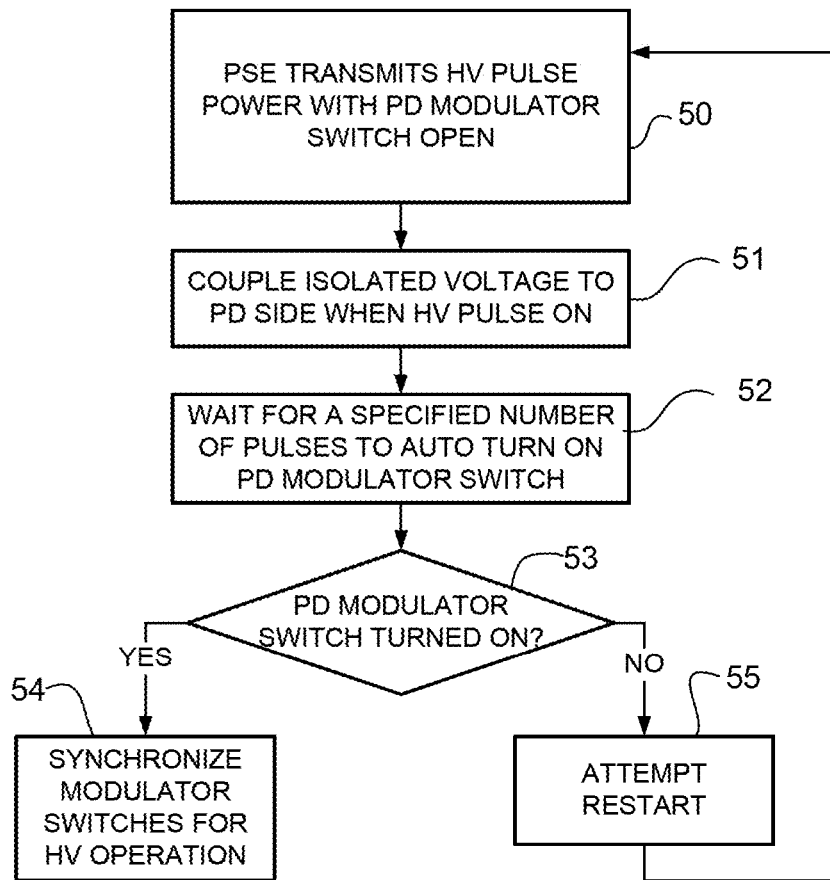 PSE TRANSMITS HV PULSE
POWER WITH PD MODULATOR
SWITCH OPEN
50
COUPLE ISOLATED VOLTAGE TO
PD SIDE WHEN HV PULSE ON
51
WAIT FOR A SPECIFIED NUMBER
OF PULSES TO AUTO TURN ON
PD MODULATOR SWITCH
52
PD MODULATOR
SWITCH TURNED ON?
53
YES
NO
54
SYNCHRONIZE
MODULATOR
SWITCHES FOR
HV OPERATION
55
ATTEMPT
RESTART